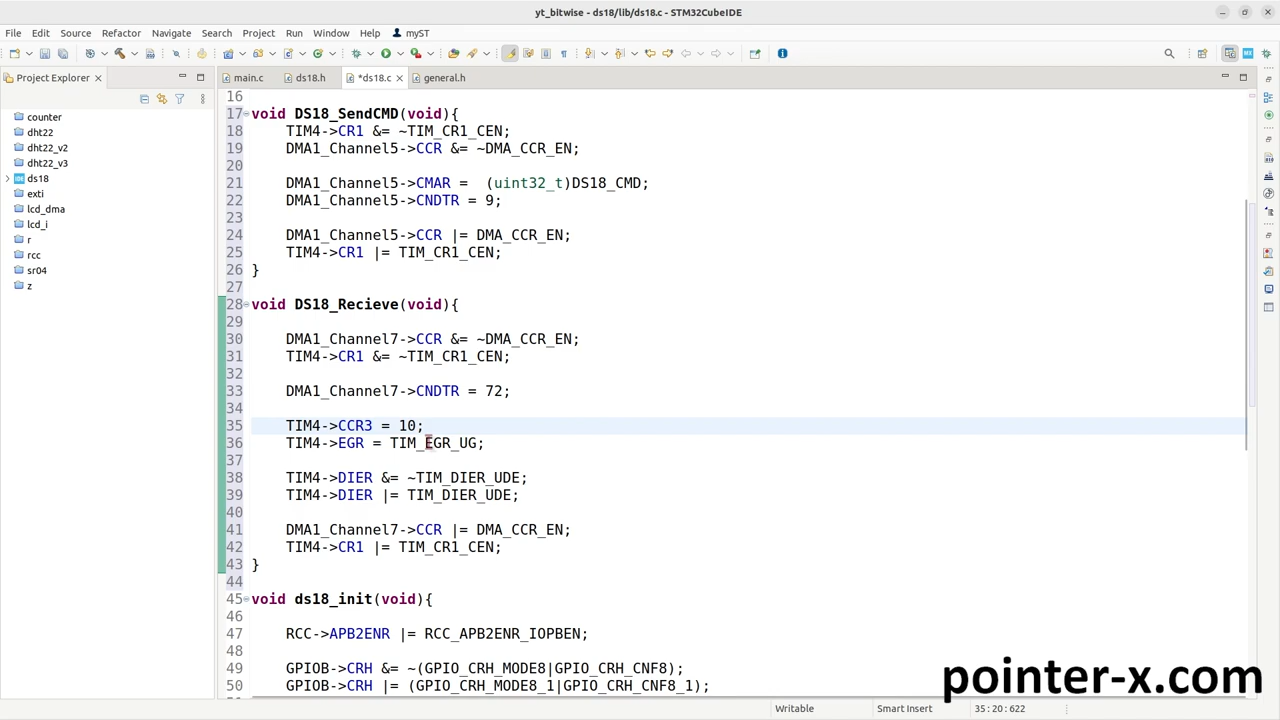 yt_bitwise - ds18/lib/ds18.c - STM32CubeIDE
File Edit Source Refactor Navigate Search Project Run Window Help myST
Project Explorer
main.c ds18.h *ds18.c general.h
counter
dht22
dht22_v2
dht22_v3
IDE ds18
exti
lcd_dma
lcd_i
r
rcc
sr04
z
16
17 void DS18_SendCMD(void){
18 TIM4->CR1 &= ~TIM_CR1_CEN;
19 DMA1_Channel5->CCR &= ~DMA_CCR_EN;
20
21 DMA1_Channel5->CMAR =  (uint32_t)DS18_CMD;
22 DMA1_Channel5->CNDTR = 9;
23
24 DMA1_Channel5->CCR |= DMA_CCR_EN;
25 TIM4->CR1 |= TIM_CR1_CEN;
26 }
27
28 void DS18_Recieve(void){
29
30 DMA1_Channel7->CCR &= ~DMA_CCR_EN;
31 TIM4->CR1 &= ~TIM_CR1_CEN;
32
33 DMA1_Channel7->CNDTR = 72;
34
35 TIM4->CCR3 = 10;
36 TIM4->EGR = TIM_EGR_UG;
37
38 TIM4->DIER &= ~TIM_DIER_UDE;
39 TIM4->DIER |= TIM_DIER_UDE;
40
41 DMA1_Channel7->CCR |= DMA_CCR_EN;
42 TIM4->CR1 |= TIM_CR1_CEN;
43 }
44
45 void ds18_init(void){
46
47 RCC->APB2ENR |= RCC_APB2ENR_IOPBEN;
48
49 GPIOB->CRH &= ~(GPIO_CRH_MODE8|GPIO_CRH_CNF8);
50 GPIOB->CRH |= (GPIO_CRH_MODE8_1|GPIO_CRH_CNF8_1);
pointer-x.com
Writable Smart Insert 35 : 20 : 622